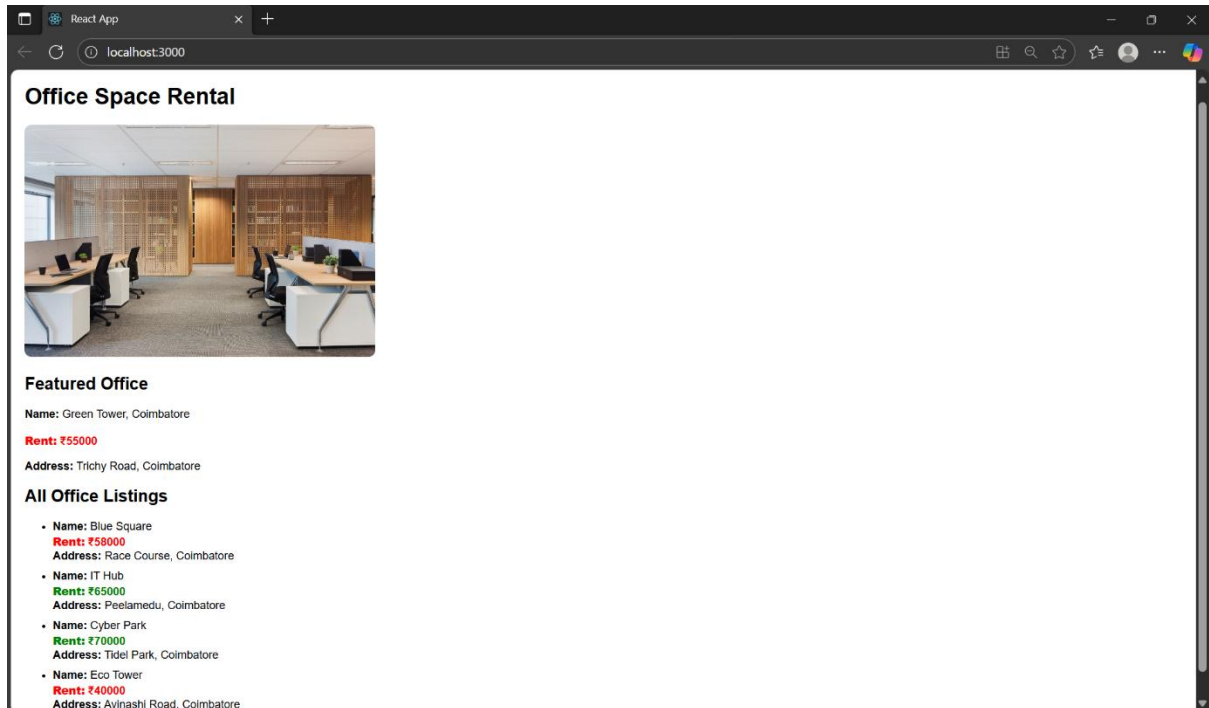 React App
localhost:3000
Office Space Rental
Featured Office
Name: Green Tower, Coimbatore
Rent: ₹55000
Address: Trichy Road, Coimbatore
All Office Listings
Name: Blue Square
Rent: ₹58000
Address: Race Course, Coimbatore
Name: IT Hub
Rent: ₹65000
Address: Peelamedu, Coimbatore
Name: Cyber Park
Rent: ₹70000
Address: Tidel Park, Coimbatore
Name: Eco Tower
Rent: ₹40000
Address: Avinashi Road, Coimbatore